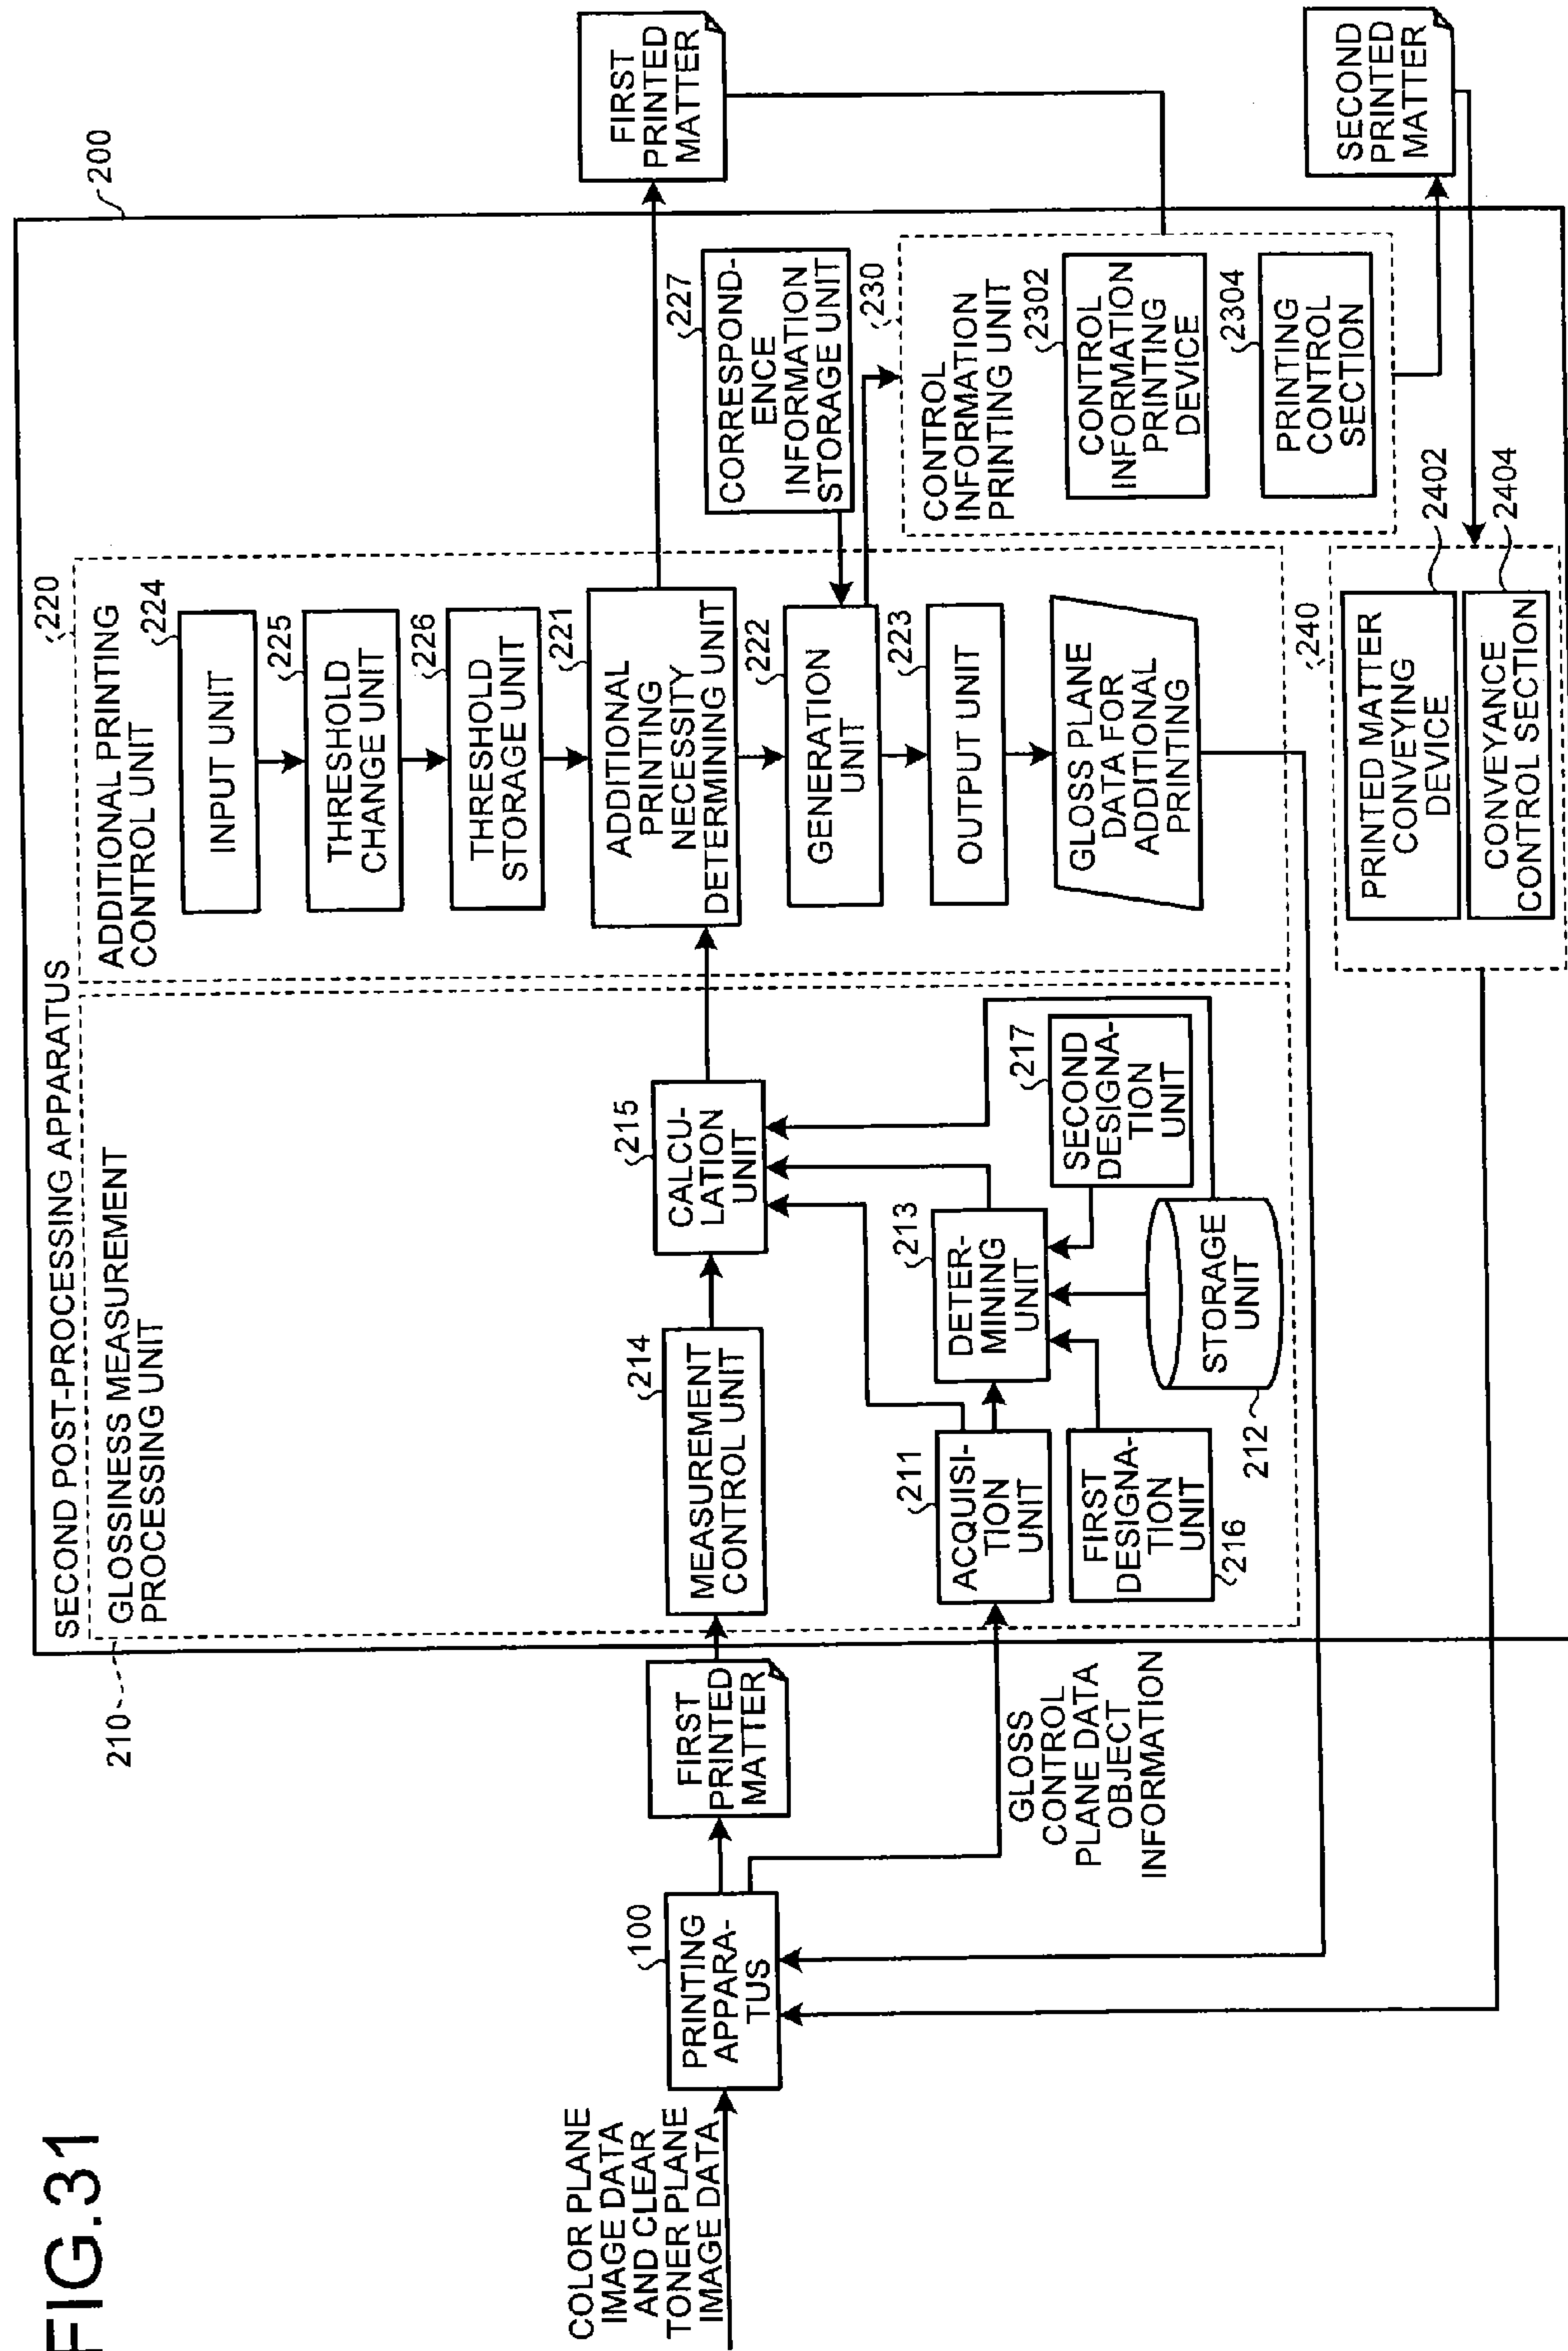 FIG.31
COLOR PLANE
IMAGE DATA
AND CLEAR
TONER PLANE
IMAGE DATA
100
PRINTING
APPARA-
TUS
FIRST
PRINTED
MATTER
GLOSS
CONTROL
PLANE DATA
OBJECT
INFORMATION
SECOND POST-PROCESSING APPARATUS
200
210
GLOSSINESS MEASUREMENT
PROCESSING UNIT
214
MEASUREMENT
CONTROL UNIT
215
CALCU-
LATION
UNIT
211
ACQUISI-
TION
UNIT
213
DETER-
MINING
UNIT
217
SECOND
DESIGNA-
TION
UNIT
FIRST
DESIGNA-
TION
UNIT
216
STORAGE
UNIT
212
220
ADDITIONAL PRINTING
CONTROL UNIT
224
INPUT UNIT
225
THRESHOLD
CHANGE UNIT
226
THRESHOLD
STORAGE UNIT
221
ADDITIONAL
PRINTING
NECESSITY
DETERMINING UNIT
222
GENERATION
UNIT
223
OUTPUT UNIT
GLOSS PLANE
DATA FOR
ADDITIONAL
PRINTING
227
CORRESPOND-
ENCE
INFORMATION
STORAGE UNIT
230
CONTROL
INFORMATION
PRINTING UNIT
2302
CONTROL
INFORMATION
PRINTING
DEVICE
2304
PRINTING
CONTROL
SECTION
240
PRINTED MATTER
CONVEYING
DEVICE
2402
CONVEYANCE
CONTROL SECTION
2404
FIRST
PRINTED
MATTER
SECOND
PRINTED
MATTER